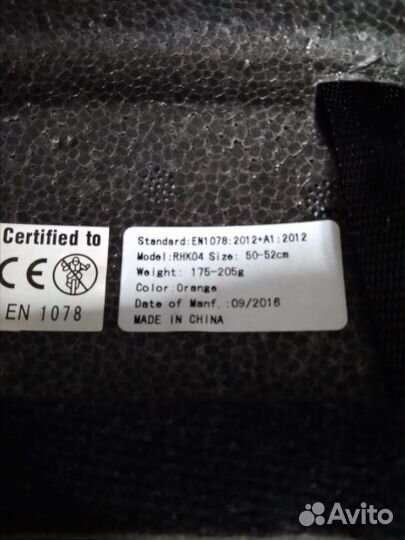 Certified to
CE
EN 1078
Standard:EN1078:2012+A1:2012
Model:RHK04 Size: 50-52cm
Weight: 175-205g
Color:Orange
Date of Manf.:09/2016
MADE IN CHINA
Avito